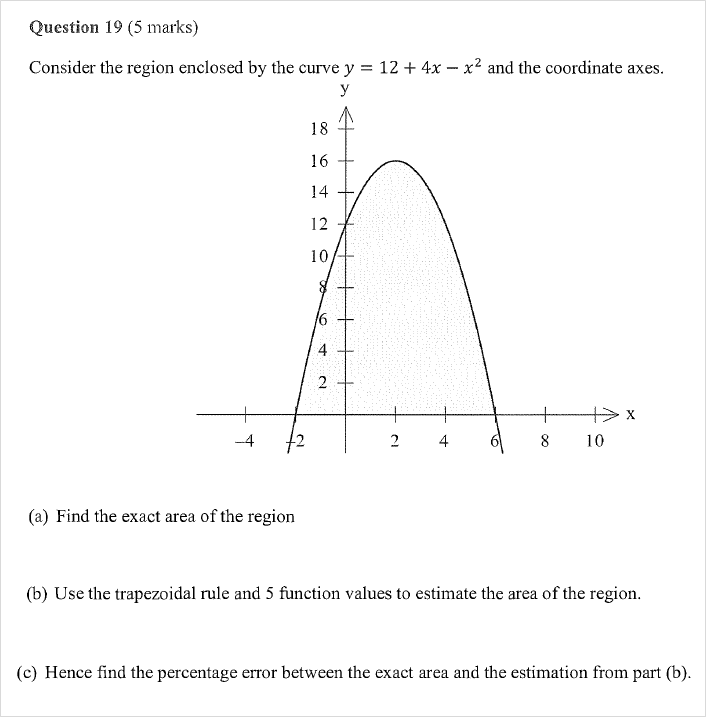 Question 19 (5 marks)
Consider the region enclosed by the curve y = 12 + 4x − x² and the coordinate axes.
y
18
16
14
12
10
8
6
4
2
x
−4 −2 2 4 6 8 10
(a) Find the exact area of the region
(b) Use the trapezoidal rule and 5 function values to estimate the area of the region.
(c) Hence find the percentage error between the exact area and the estimation from part (b).